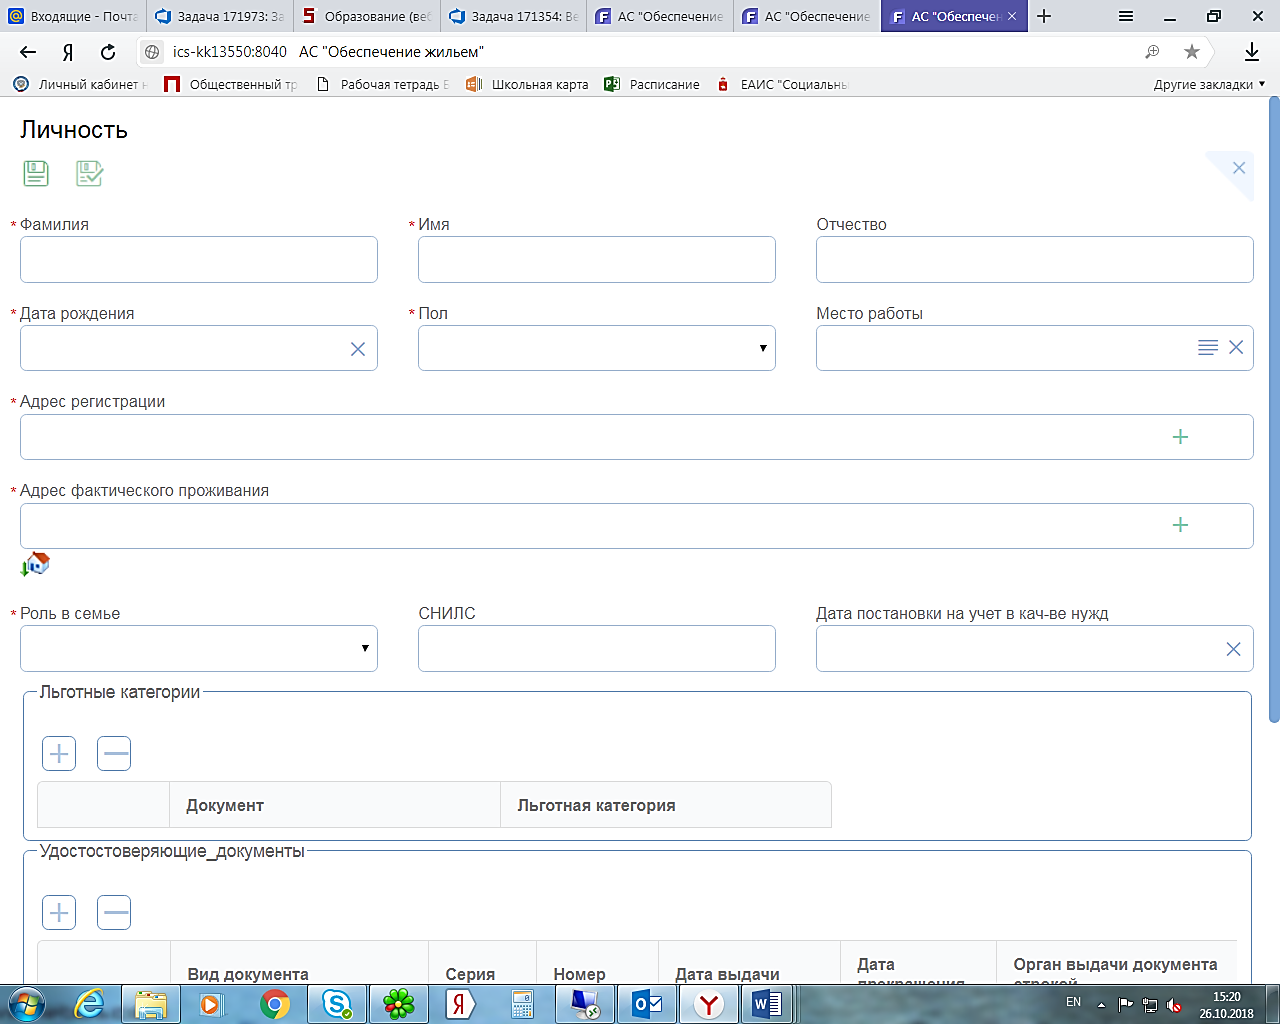 Входящие - Почта
Задача 171973: За
Образование (веб
Задача 171354: Ве
АС "Обеспечение
АС "Обеспечение
АС "Обеспечен
ics-kk13550:8040 АС "Обеспечение жильем"
Личный кабинет н
Общественный тр
Рабочая тетрадь
Школьная карта
Расписание
ЕАИС "Социальны
Другие закладки
Личность
* Фамилия
* Имя
Отчество
* Дата рождения
* Пол
Место работы
* Адрес регистрации
* Адрес фактического проживания
* Роль в семье
СНИЛС
Дата постановки на учет в кач-ве нужд
Льготные категории
Документ
Льготная категория
Удостостоверяющие_документы
Вид документа
Серия
Номер
Дата выдачи
Дата прекращения
Орган выдачи документа строкой
EN
15:20
26.10.2018